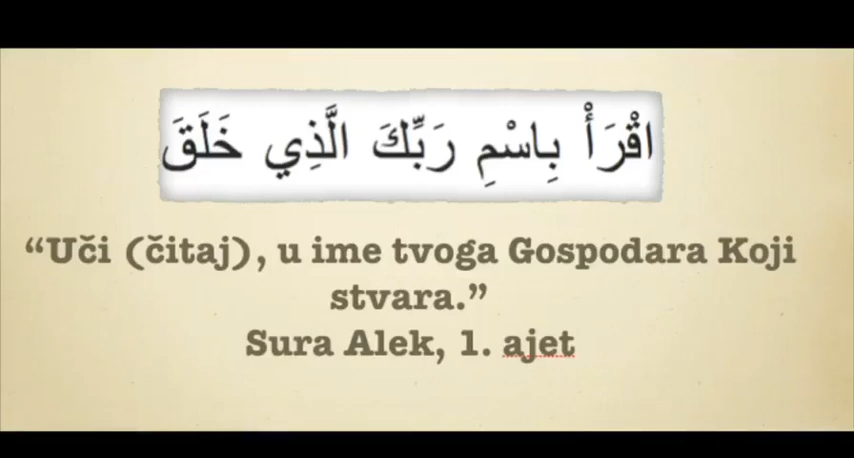 اقْرَأْ بِاسْمِ رَبِّكَ الَّذِي خَلَقَ
“Uči (čitaj), u ime tvoga Gospodara Koji
stvara.”
Sura Alek, 1. ajet